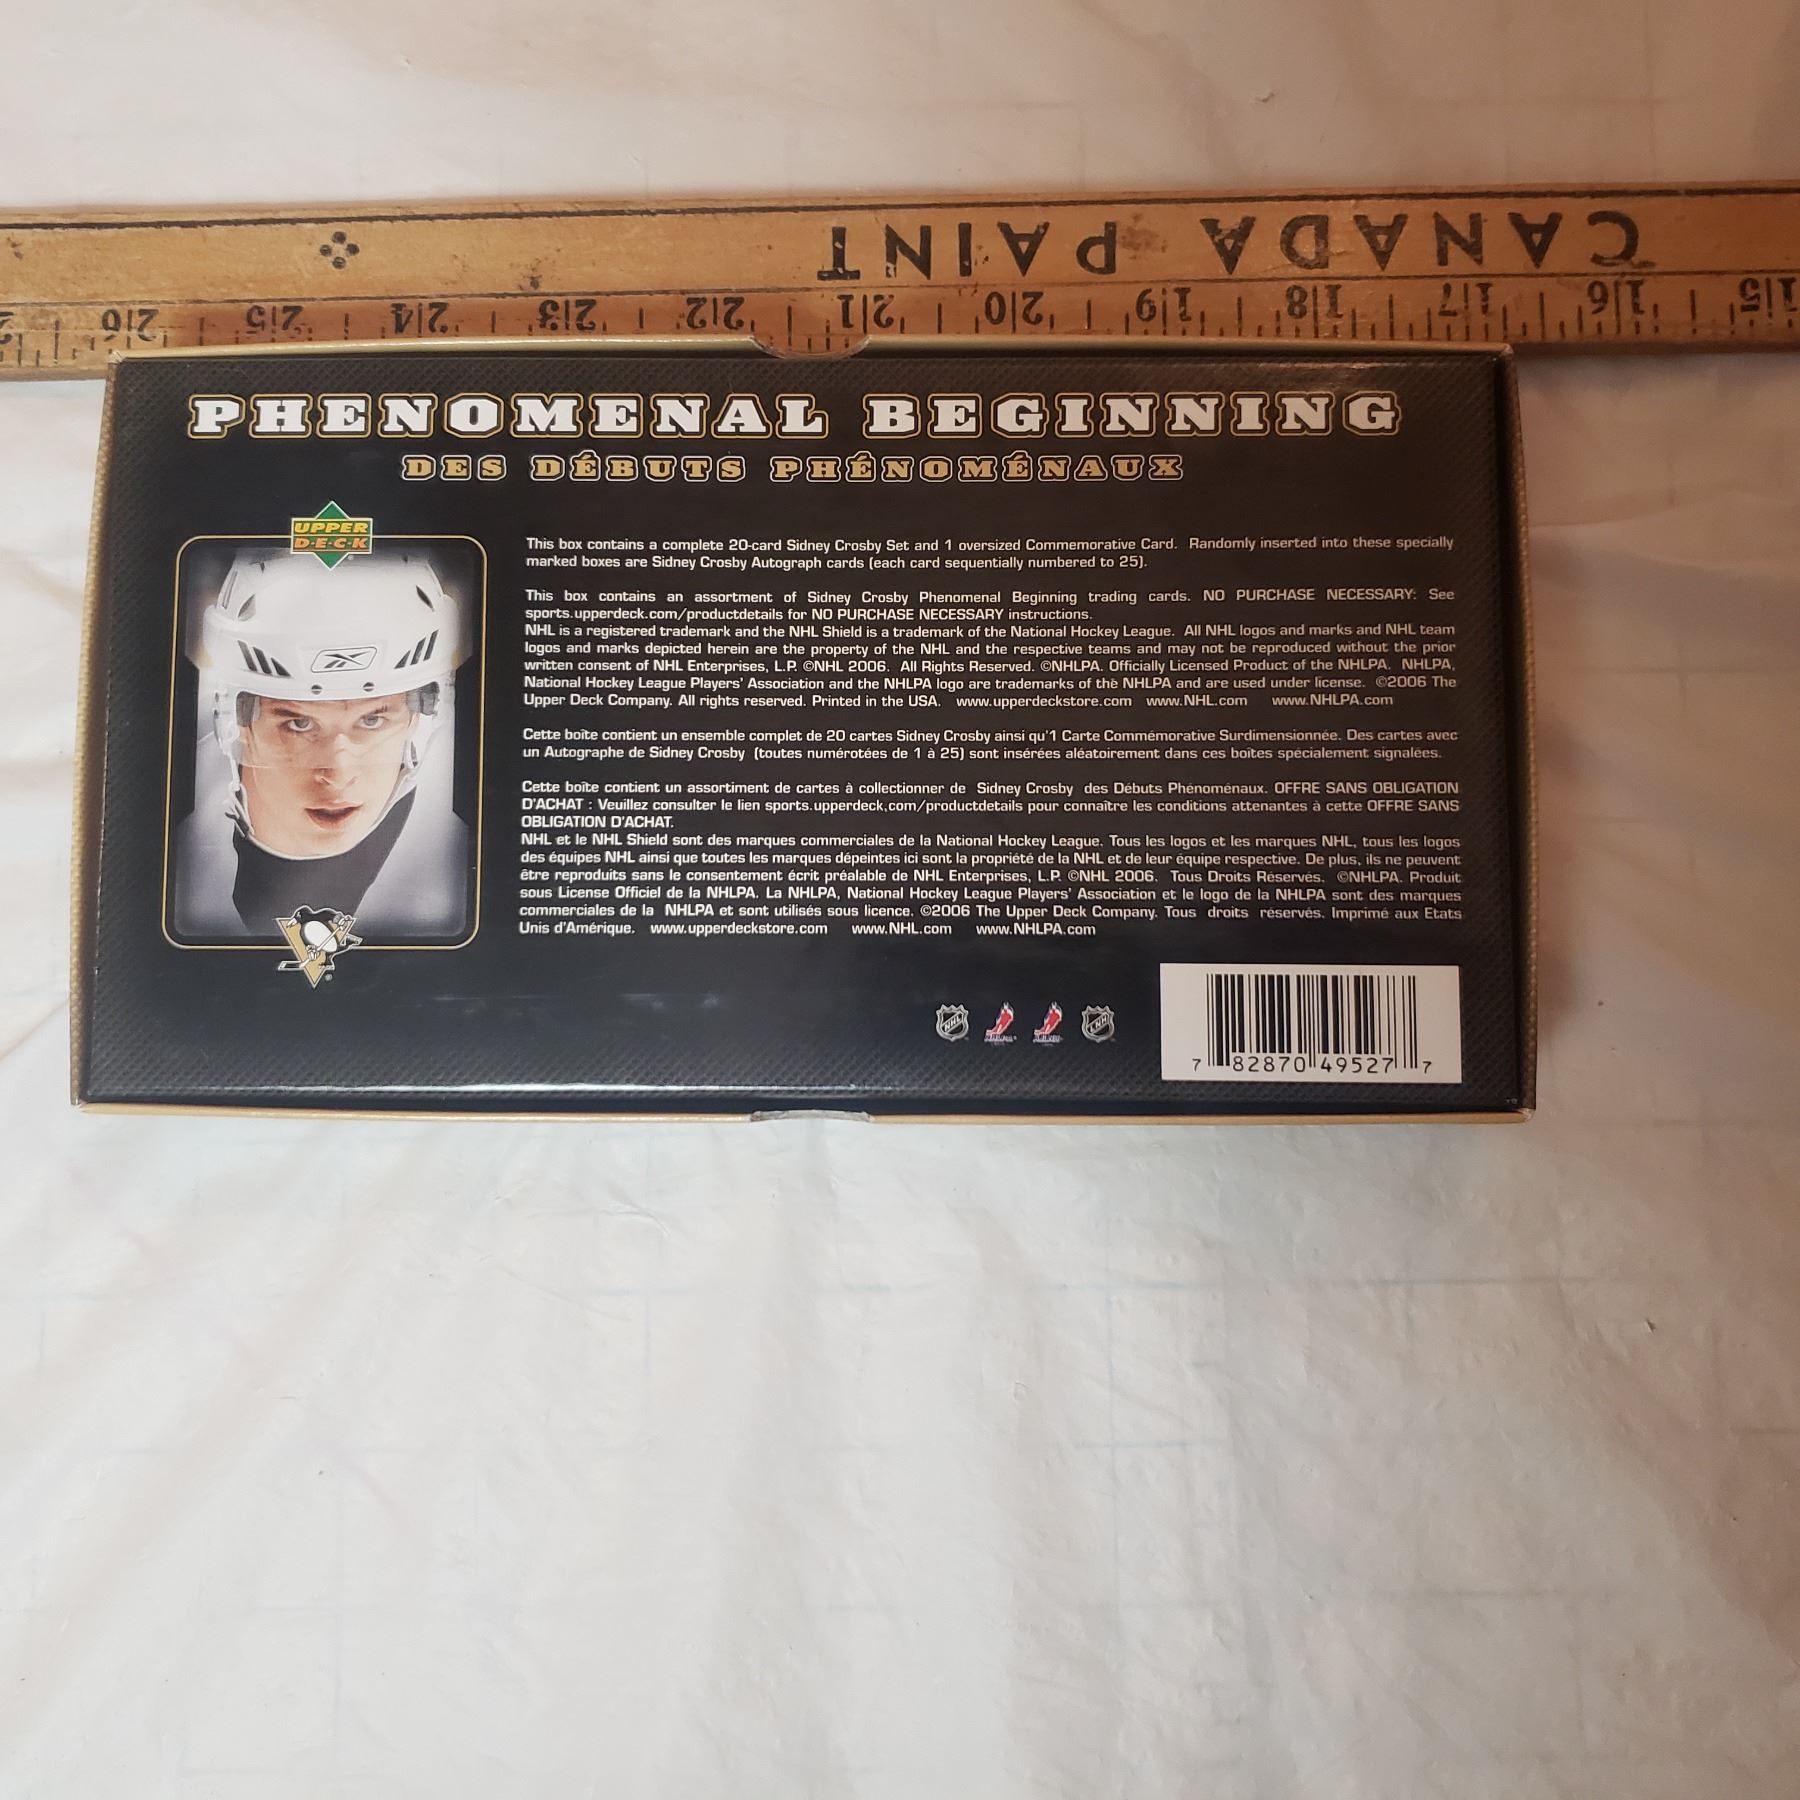 CANADA PAINT
15 16 17 18 19 20 21 22 23 24 25 26
PHENOMENAL BEGINNING
DES DÉBUTS PHÉNOMÉNAUX
UPPER
D·E·C·K
This box contains a complete 20-card Sidney Crosby Set and 1 oversized Commemorative Card. Randomly inserted into these specially
marked boxes are Sidney Crosby Autograph cards (each card sequentially numbered to 25).
This box contains an assortment of Sidney Crosby Phenomenal Beginning trading cards. NO PURCHASE NECESSARY: See
sports.upperdeck.com/productdetails for NO PURCHASE NECESSARY instructions.
NHL is a registered trademark and the NHL Shield is a trademark of the National Hockey League. All NHL logos and marks and NHL team
logos and marks depicted herein are the property of the NHL and the respective teams and may not be reproduced without the prior
written consent of NHL Enterprises, L.P. ©NHL 2006. All Rights Reserved. ©NHLPA. Officially Licensed Product of the NHLPA. NHLPA,
National Hockey League Players' Association and the NHLPA logo are trademarks of the NHLPA and are used under license. ©2006 The
Upper Deck Company. All rights reserved. Printed in the USA. www.upperdeckstore.com www.NHL.com www.NHLPA.com
Cette boîte contient un ensemble complet de 20 cartes Sidney Crosby ainsi qu'1 Carte Commémorative Surdimensionnée. Des cartes avec
un Autographe de Sidney Crosby (toutes numérotées de 1 à 25) sont insérées aléatoirement dans ces boîtes spécialement signalées.
Cette boîte contient un assortiment de cartes à collectionner de Sidney Crosby des Débuts Phénoménaux. OFFRE SANS OBLIGATION
D'ACHAT : Veuillez consulter le lien sports.upperdeck.com/productdetails pour connaître les conditions attenantes à cette OFFRE SANS
OBLIGATION D'ACHAT.
NHL et le NHL Shield sont des marques commerciales de la National Hockey League. Tous les logos et les marques NHL, tous les logos
des équipes NHL ainsi que toutes les marques dépeintes ici sont la propriété de la NHL et de leur équipe respective. De plus, ils ne peuvent
être reproduits sans le consentement écrit préalable de NHL Enterprises, L.P. ©NHL 2006. Tous Droits Réservés. ©NHLPA. Produit
sous License Officiel de la NHLPA. La NHLPA, National Hockey League Players' Association et le logo de la NHLPA sont des marques
commerciales de la NHLPA et sont utilisés sous licence. ©2006 The Upper Deck Company. Tous droits réservés. Imprimé aux Etats
Unis d'Amérique. www.upperdeckstore.com www.NHL.com www.NHLPA.com
NHL LNH
7 82870 49527 7